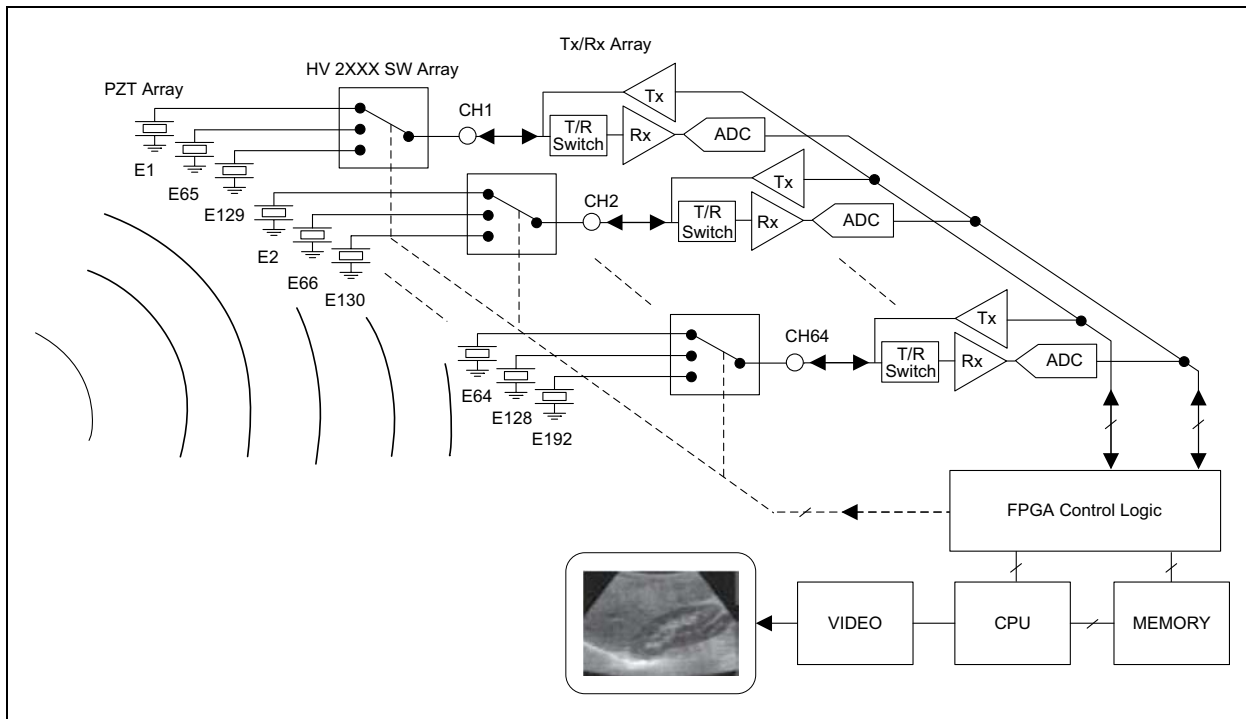 Tx/Rx Array
HV 2XXX SW Array
PZT Array
CH1
Tx
T/R
Switch
Rx
ADC
E1
E65
E129
CH2
Tx
T/R
Switch
Rx
ADC
E2
E66
E130
CH64
Tx
T/R
Switch
Rx
ADC
E64
E128
E192
FPGA Control Logic
VIDEO
CPU
MEMORY